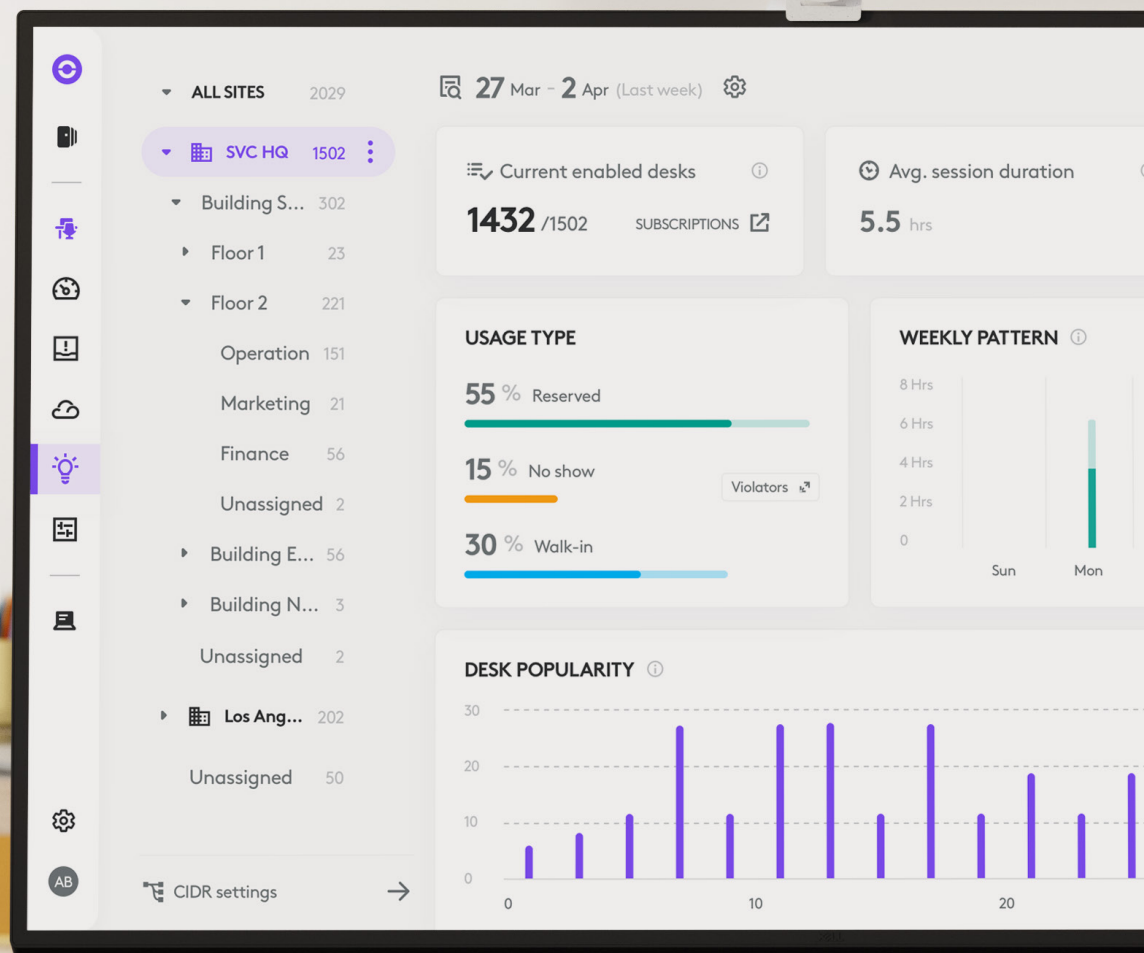 ALL SITES 2029
SVC HQ 1502
Building S... 302
Floor 1 23
Floor 2 221
Operation 151
Marketing 21
Finance 56
Unassigned 2
Building E... 56
Building N... 3
Unassigned 2
Los Ang... 202
Unassigned 50
CIDR settings
AB
27 Mar - 2 Apr (Last week)
Current enabled desks
1432 /1502 SUBSCRIPTIONS
Avg. session duration
5.5 hrs
USAGE TYPE
55 % Reserved
15 % No show
Violators
30 % Walk-in
WEEKLY PATTERN
8 Hrs
6 Hrs
4 Hrs
2 Hrs
0
Sun Mon
DESK POPULARITY
30
20
10
0
0 10 20